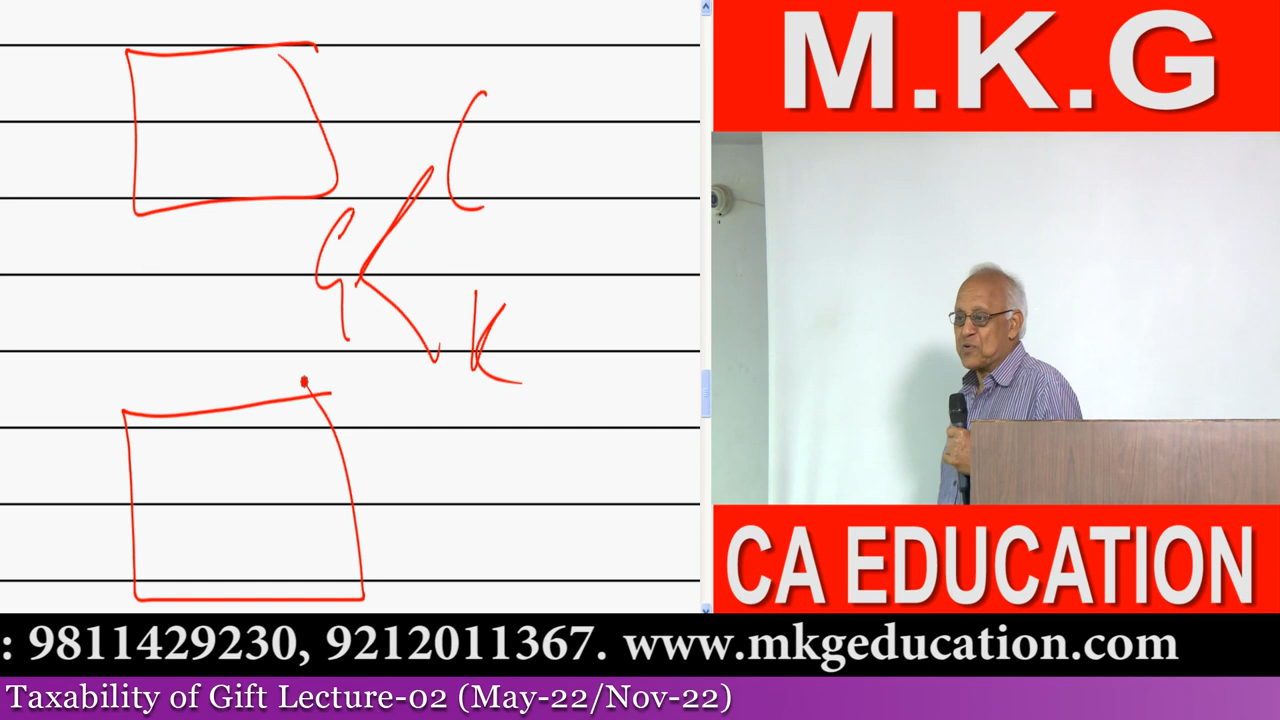 M.K.G
C
G
K
CA EDUCATION
: 9811429230, 9212011367. www.mkgeducation.com
Taxability of Gift Lecture-02 (May-22/Nov-22)